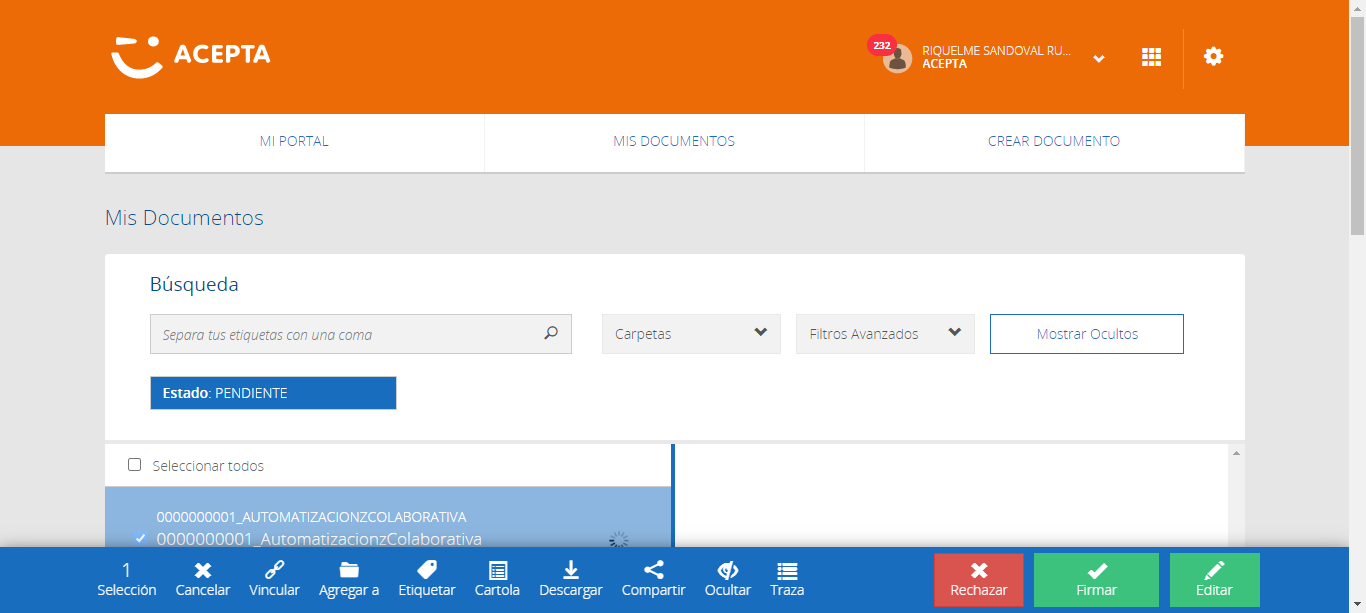 ACEPTA
232
RIQUELME SANDOVAL RU...
ACEPTA
MI PORTAL
MIS DOCUMENTOS
CREAR DOCUMENTO
Mis Documentos
Búsqueda
Separa tus etiquetas con una coma
Carpetas
Filtros Avanzados
Mostrar Ocultos
Estado: PENDIENTE
Seleccionar todos
0000000001_AUTOMATIZACIONZCOLABORATIVA
0000000001_AutomatizacionzColaborativa
1
Selección
Cancelar
Vincular
Agregar a
Etiquetar
Cartola
Descargar
Compartir
Ocultar
Traza
Rechazar
Firmar
Editar